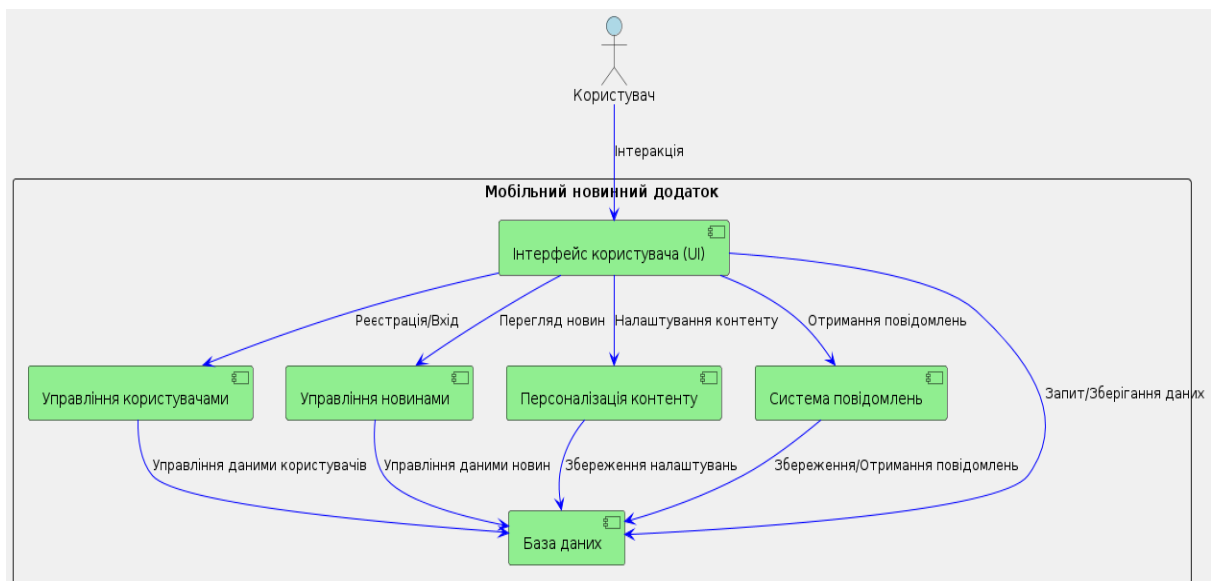 Користувач
Інтеракція
Мобільний новинний додаток
Інтерфейс користувача (UI)
Реєстрація/Вхід
Перегляд новин
Налаштування контенту
Отримання повідомлень
Управління користувачами
Управління новинами
Персоналізація контенту
Система повідомлень
Запит/Зберігання даних
Управління даними користувачів
Управління даними новин
Збереження налаштувань
Збереження/Отримання повідомлень
База даних